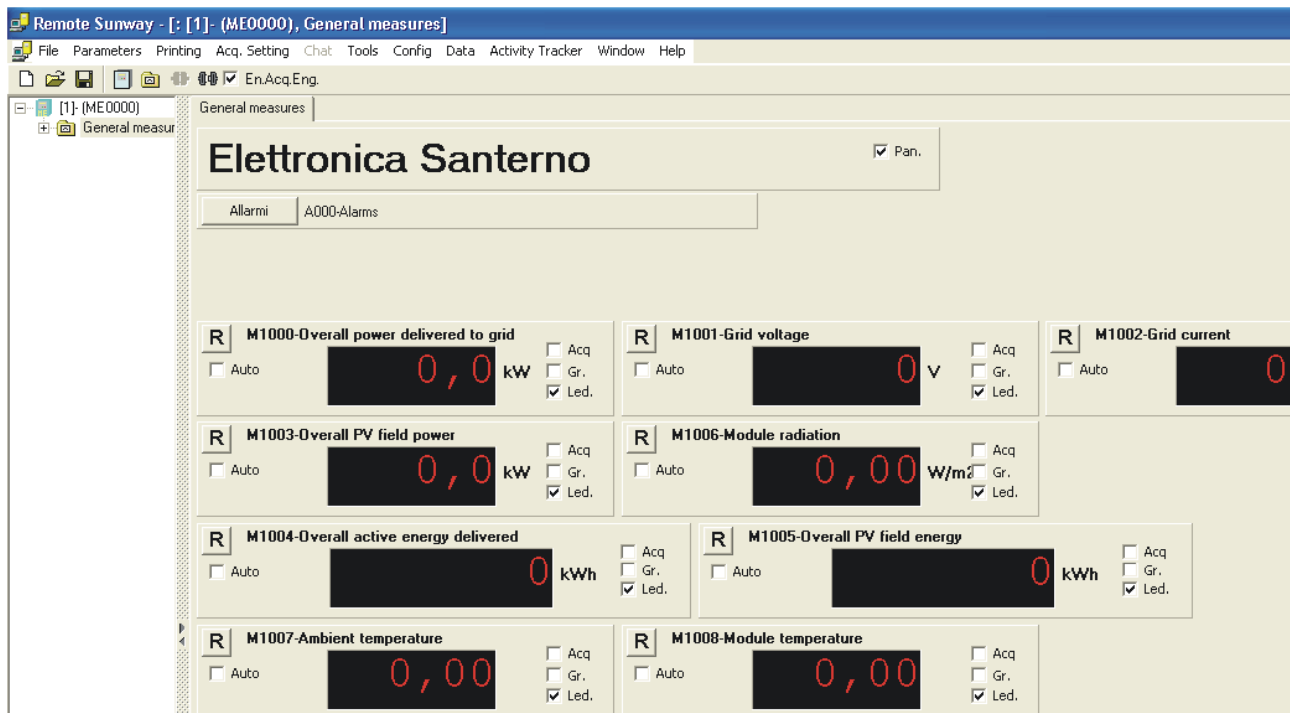 Remote Sunway - [: [1]- (ME0000), General measures]
File Parameters Printing Acq. Setting Chat Tools Config Data Activity Tracker Window Help
En.Acq.Eng.
[1]- (ME0000)
General measur
General measures
Elettronica Santerno
Pan.
Allarmi A000-Alarms
R M1000-Overall power delivered to grid
Auto 0,0 kW Acq Gr. Led.
R M1001-Grid voltage
Auto 0 V Acq Gr. Led.
R M1002-Grid current
Auto 0
R M1003-Overall PV field power
Auto 0,0 kW Acq Gr. Led.
R M1006-Module radiation
Auto 0,00 W/m2 Acq Gr. Led.
R M1004-Overall active energy delivered
Auto 0 kWh Acq Gr. Led.
R M1005-Overall PV field energy
Auto 0 kWh Acq Gr. Led.
R M1007-Ambient temperature
Auto 0,00 Acq Gr. Led.
R M1008-Module temperature
Auto 0,00 Acq Gr. Led.